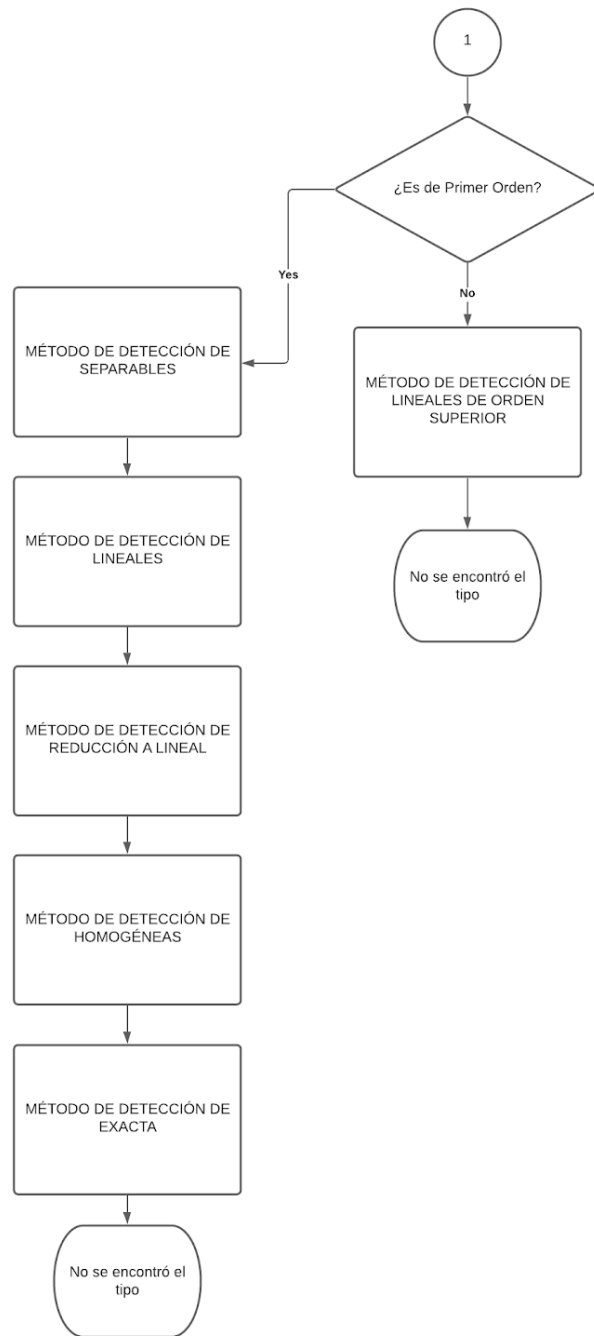 1
¿Es de Primer Orden?
Yes
No
MÉTODO DE DETECCIÓN DE
SEPARABLES
MÉTODO DE DETECCIÓN DE
LINEALES DE ORDEN
SUPERIOR
MÉTODO DE DETECCIÓN DE
LINEALES
No se encontró el
tipo
MÉTODO DE DETECCIÓN DE
REDUCCIÓN A LINEAL
MÉTODO DE DETECCIÓN DE
HOMOGÉNEAS
MÉTODO DE DETECCIÓN DE
EXACTA
No se encontró el
tipo